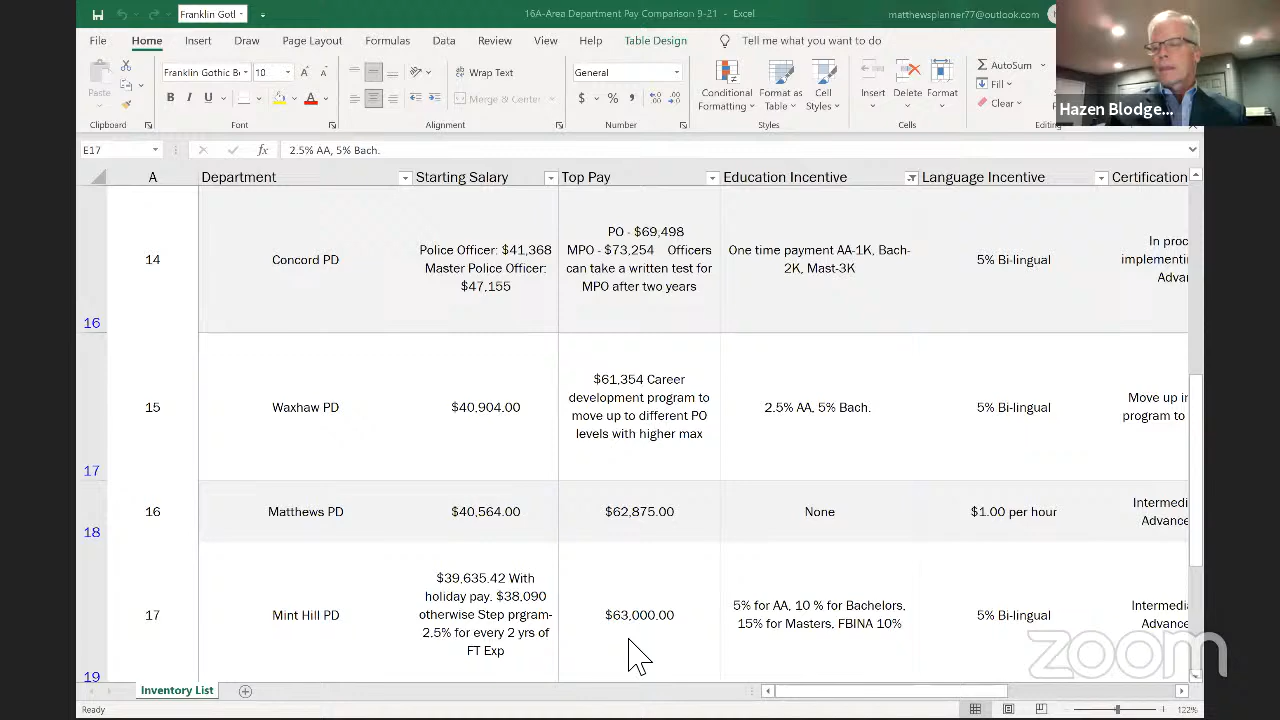 16A-Area Department Pay Comparison 9-21 - Excel
matthewsplanner77@outlook.com
Franklin Gotl
File Home Insert Draw Page Layout Formulas Data Review View Help Table Design Tell me what you want to do
Paste
Franklin Gothic B
10
Wrap Text
Merge & Center
General
Conditional Formatting
Format as Table
Cell Styles
Insert
Delete
Format
AutoSum
Fill
Clear
Clipboard Font Alignment Number Styles Cells Editing
Hazen Blodge...
E17
fx
2.5% AA, 5% Bach.
A Department Starting Salary Top Pay Education Incentive Language Incentive Certification
16
14
Concord PD
Police Officer: $41,368
Master Police Officer:
$47,155
PO - $69,498
MPO - $73,254 Officers
can take a written test for
MPO after two years
One time payment AA-1K, Bach-
2K, Mast-3K
5% Bi-lingual
In proc
implementin
Advar
17
15
Waxhaw PD
$40,904.00
$61,354 Career
development program to
move up to different PO
levels with higher max
2.5% AA, 5% Bach.
5% Bi-lingual
Move up in
program to
18
16
Matthews PD
$40,564.00
$62,875.00
None
$1.00 per hour
Intermedi
Advance
19
17
Mint Hill PD
$39,635.42 With
holiday pay. $38,090
otherwise Step prgram-
2.5% for every 2 yrs of
FT Exp
$63,000.00
5% for AA, 10 % for Bachelors,
15% for Masters, FBINA 10%
5% Bi-lingual
Intermedi
Advance
zoom
Inventory List
Ready
122%